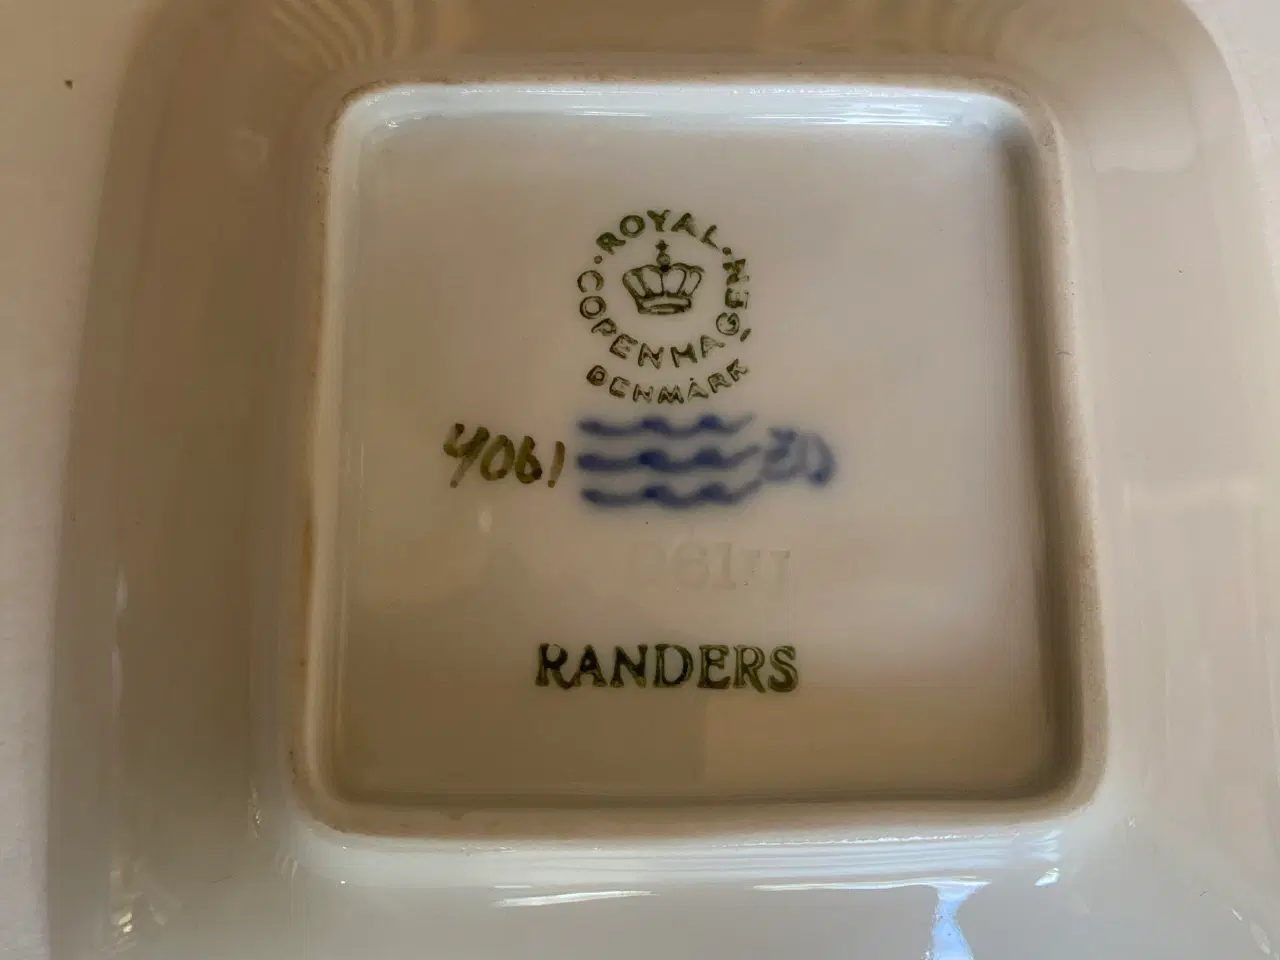 ROYAL
COPENHAGEN
DENMARK
4061
RANDERS